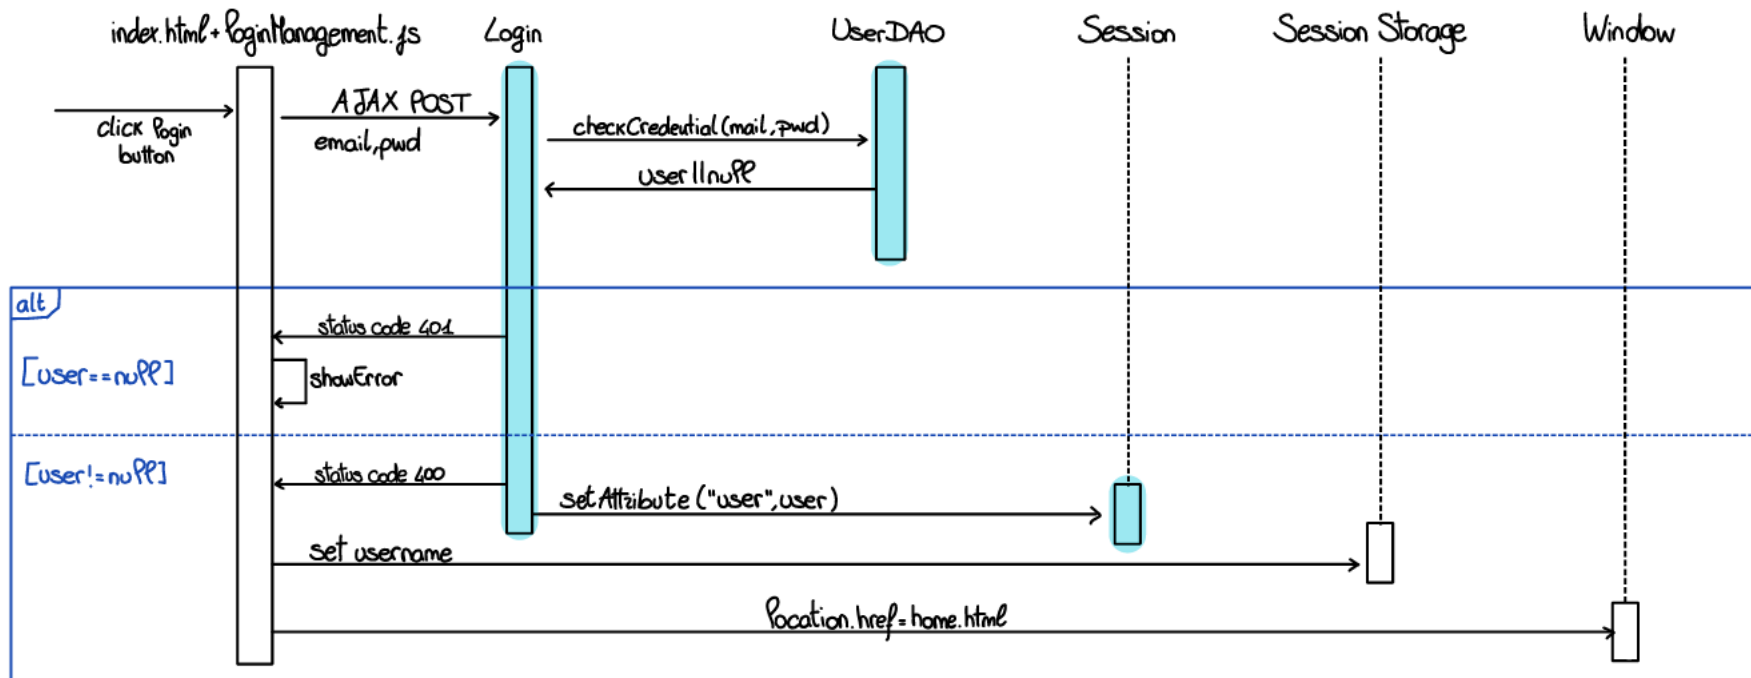 index.html+loginManagement.js
Login
UserDAO
Session
Session Storage
Window
click login
button
AJAX POST
email,pwd
checkCredential(mail,pwd)
user||null
alt
status code 401
[user==null]
showError
[user!=null]
status code 400
setAttribute("user",user)
set username
location.href=home.html